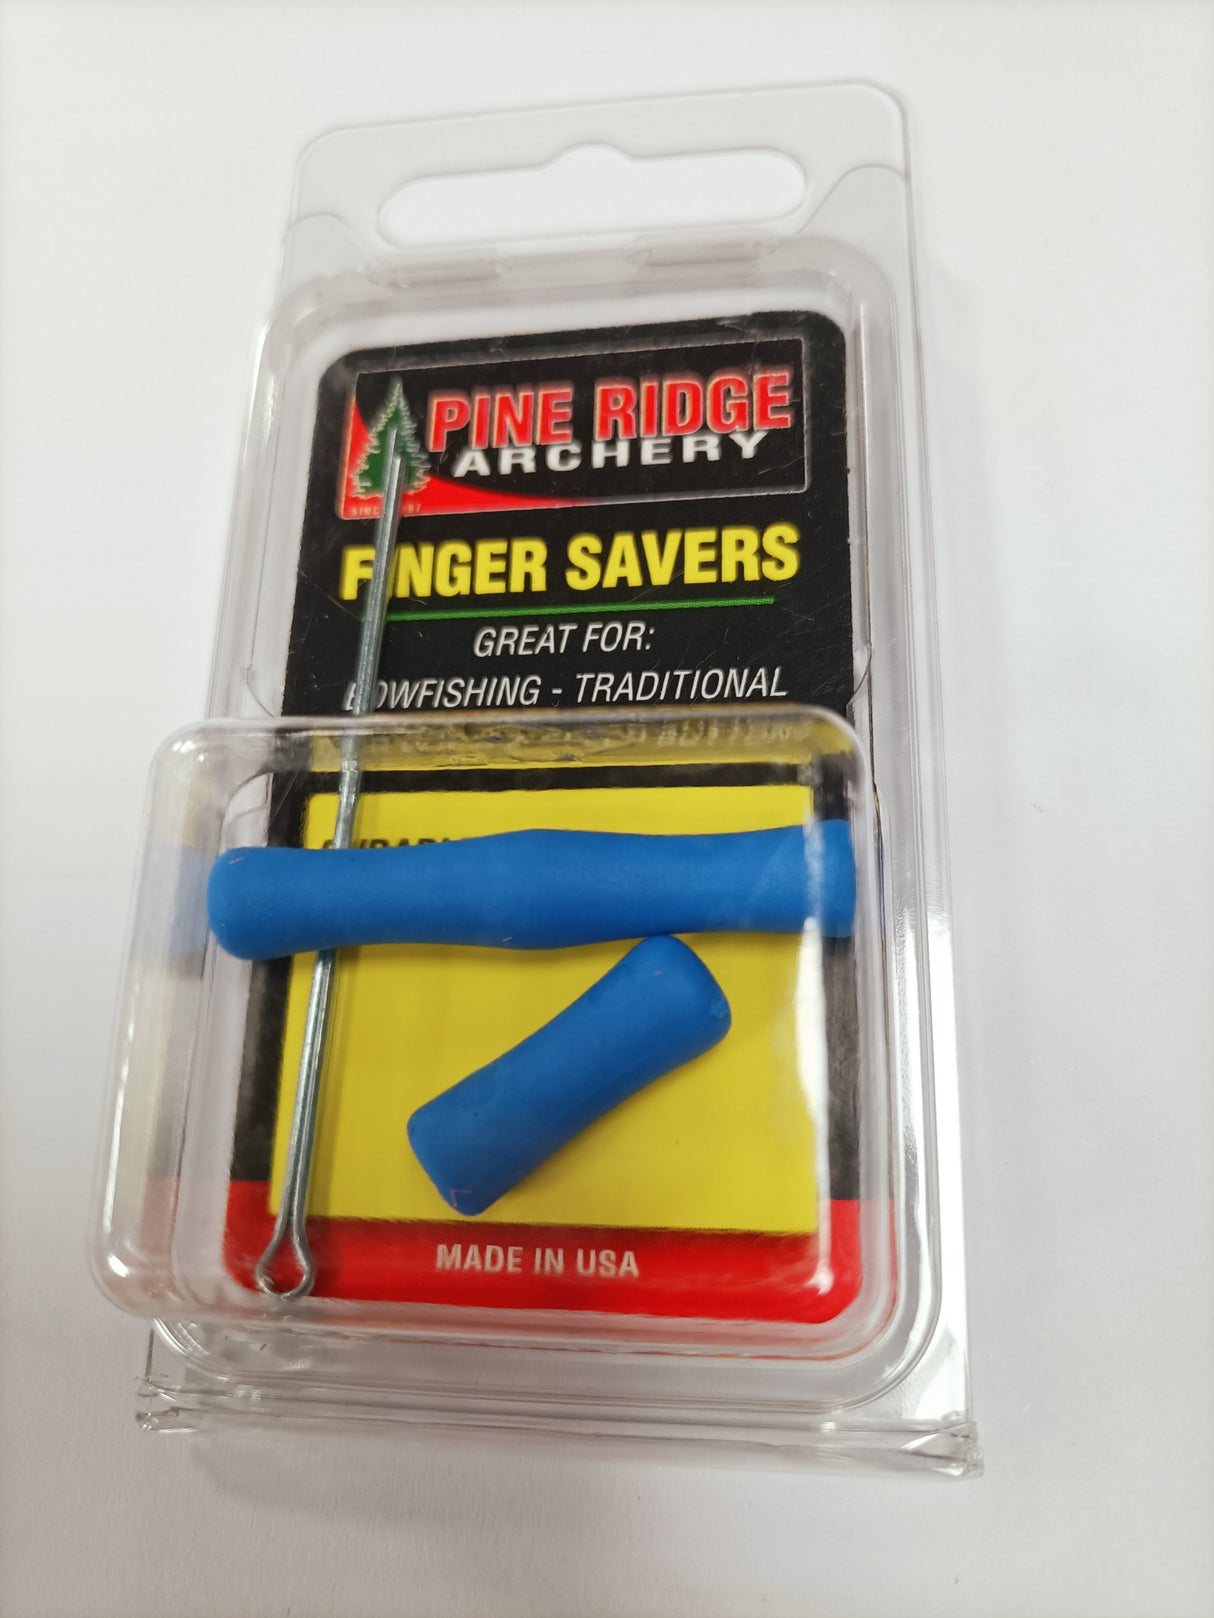 PINE RIDGE
ARCHERY
FINGER SAVERS
GREAT FOR:
BOWFISHING - TRADITIONAL
MADE IN USA